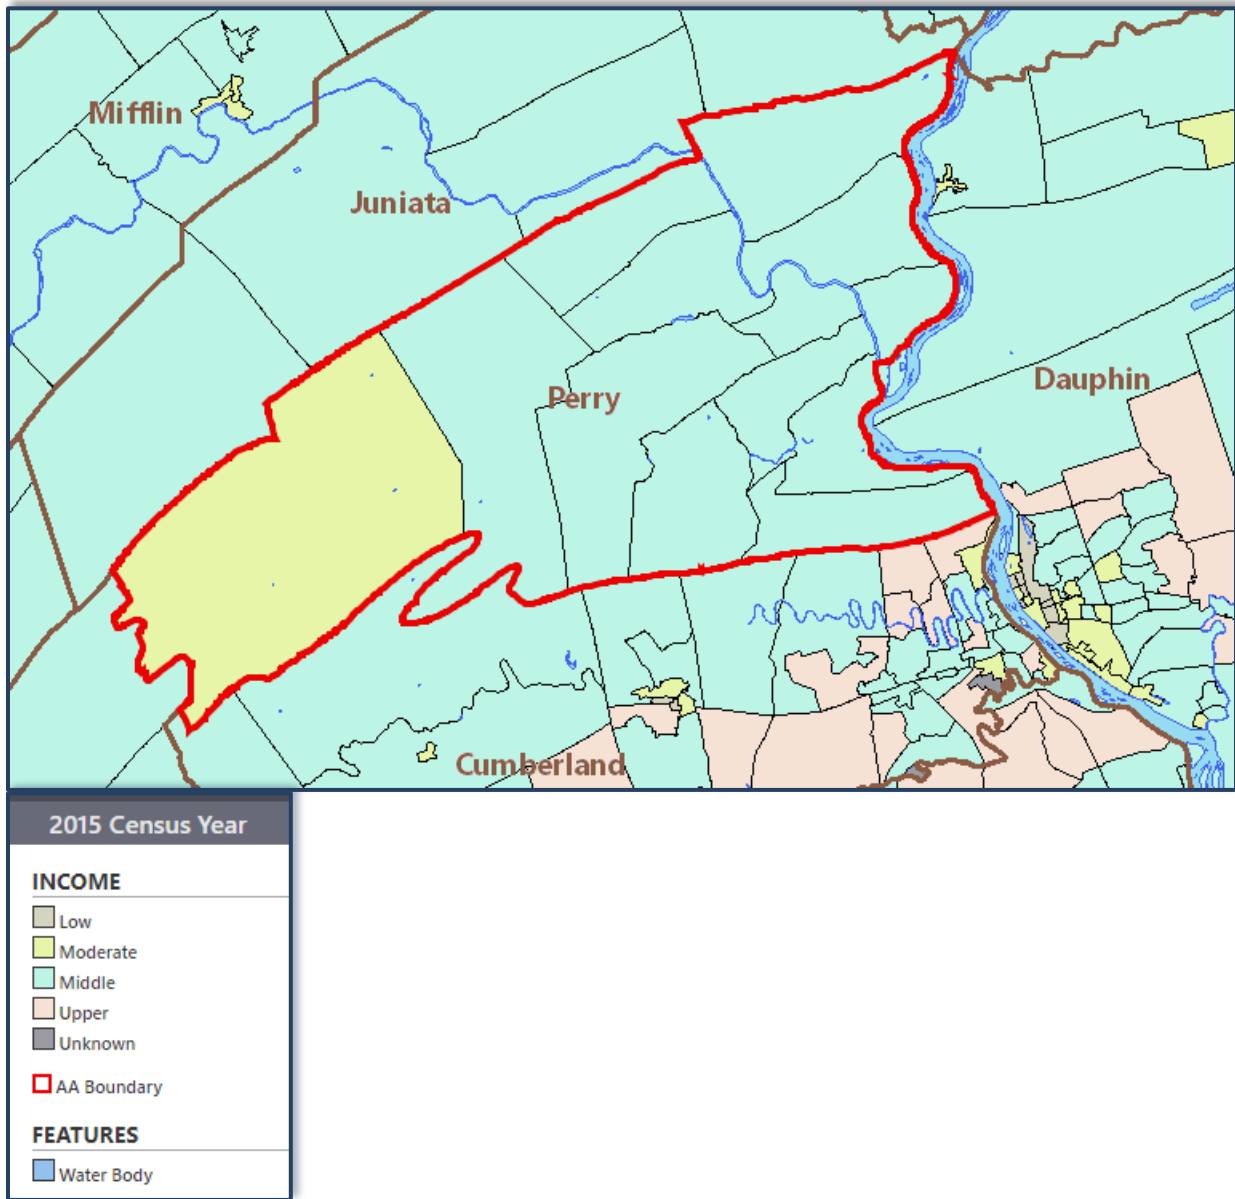 Mifflin
Juniata
Perry
Dauphin
Cumberland
2015 Census Year
INCOME
Low
Moderate
Middle
Upper
Unknown
AA Boundary
FEATURES
Water Body